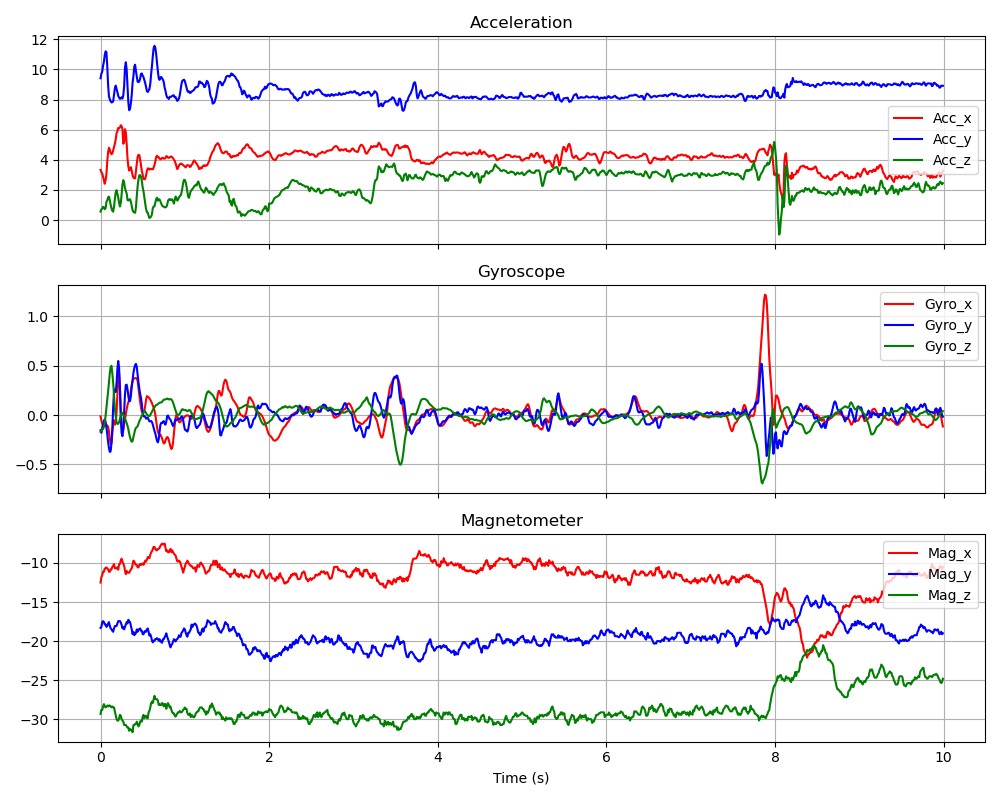 Acceleration
12
10
8
6
4
2
0
Acc_x
Acc_y
Acc_z
Gyroscope
1.0
0.5
0.0
−0.5
Gyro_x
Gyro_y
Gyro_z
Magnetometer
−10
−15
−20
−25
−30
Mag_x
Mag_y
Mag_z
0 2 4 6 8 10
Time (s)